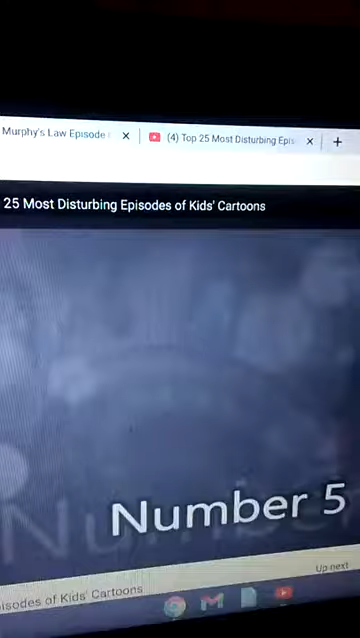 Murphy's Law Episode
(4) Top 25 Most Disturbing Epis
25 Most Disturbing Episodes of Kids' Cartoons
Number 5
Up next
isodes of Kids' Cartoons